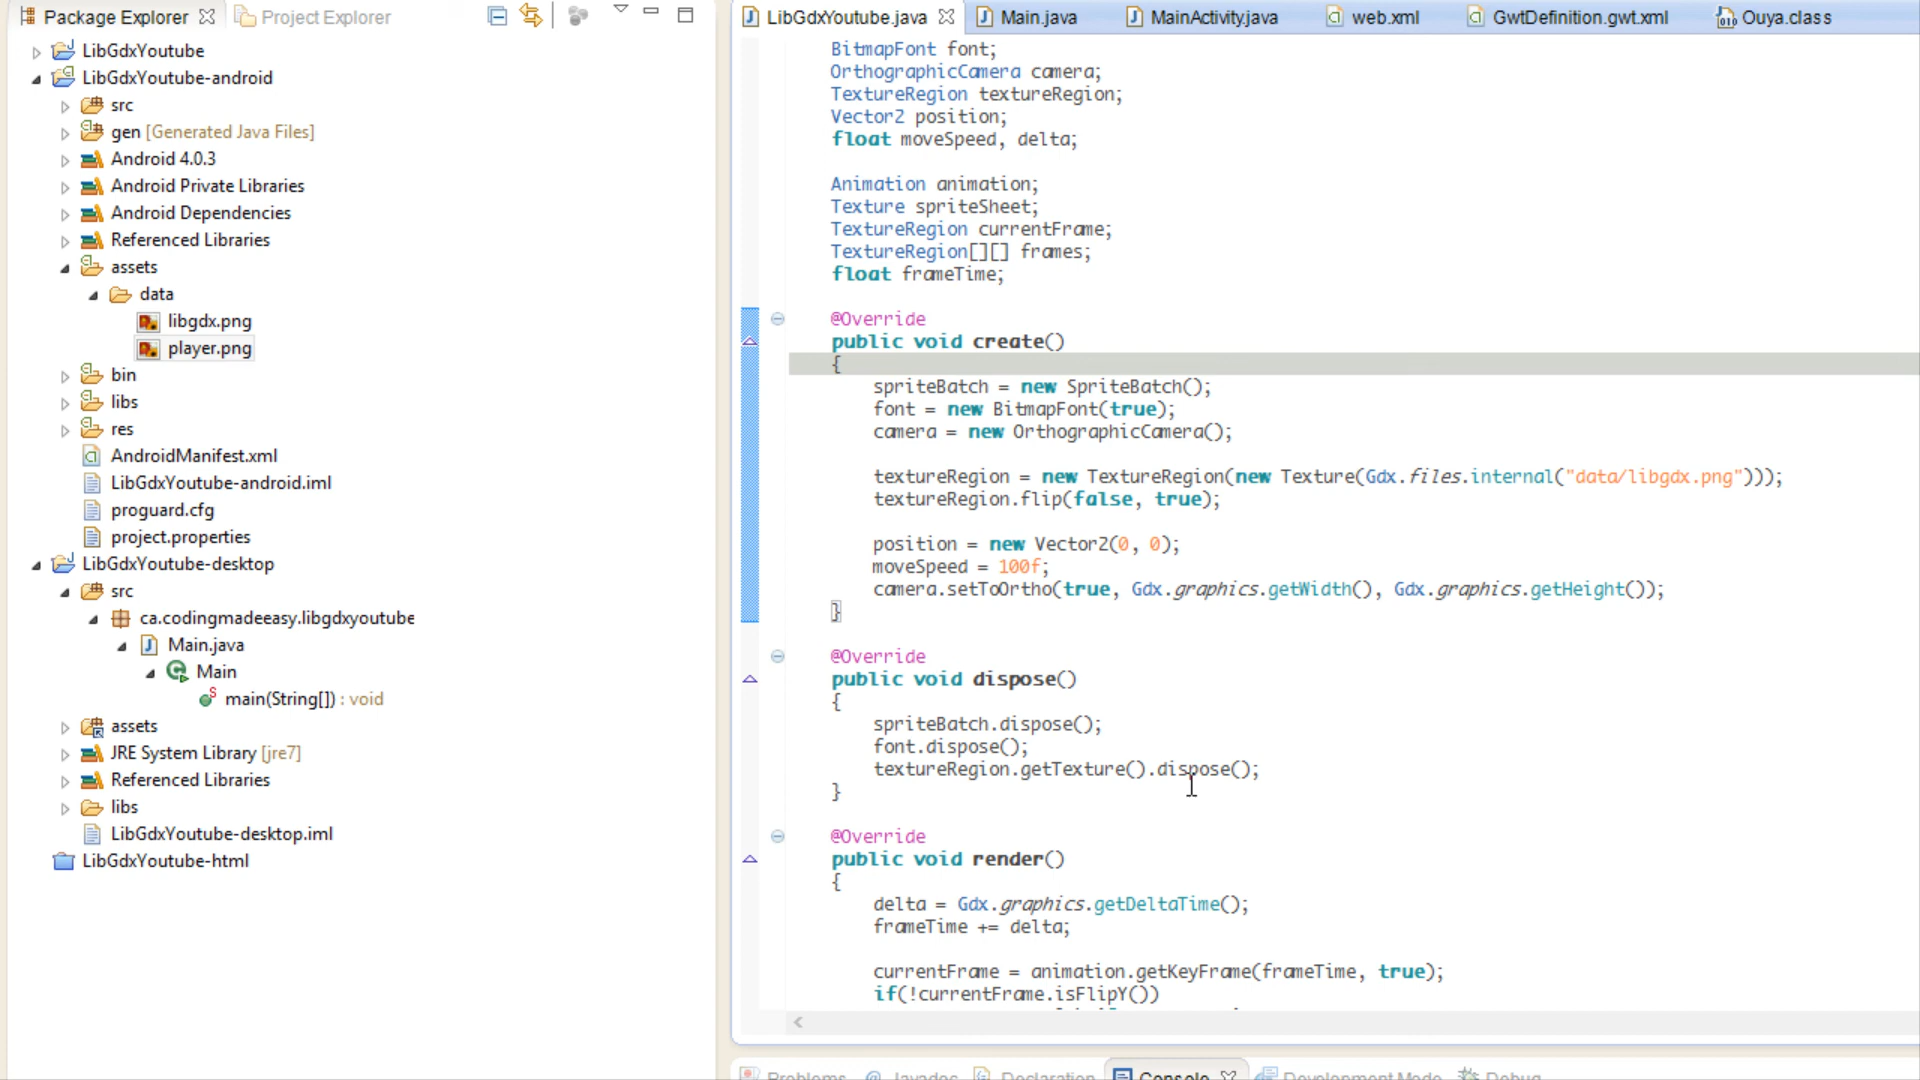 Package Explorer
Project Explorer
LibGdxYoutube
LibGdxYoutube-android
src
gen [Generated Java Files]
Android 4.0.3
Android Private Libraries
Android Dependencies
Referenced Libraries
assets
data
libgdx.png
player.png
bin
libs
res
AndroidManifest.xml
LibGdxYoutube-android.iml
proguard.cfg
project.properties
LibGdxYoutube-desktop
src
ca.codingmadeeasy.libgdxyoutube
Main.java
Main
main(String[]) : void
assets
JRE System Library [jre7]
Referenced Libraries
libs
LibGdxYoutube-desktop.iml
LibGdxYoutube-html
LibGdxYoutube.java Main.java MainActivity.java web.xml GwtDefinition.gwt.xml Ouya.class
BitmapFont font;
OrthographicCamera camera;
TextureRegion textureRegion;
Vector2 position;
float moveSpeed, delta;
Animation animation;
Texture spriteSheet;
TextureRegion currentFrame;
TextureRegion[][] frames;
float frameTime;
@Override
public void create()
{
spriteBatch = new SpriteBatch();
font = new BitmapFont(true);
camera = new OrthographicCamera();
textureRegion = new TextureRegion(new Texture(Gdx.files.internal("data/libgdx.png")));
textureRegion.flip(false, true);
position = new Vector2(0, 0);
moveSpeed = 100f;
camera.setToOrtho(true, Gdx.graphics.getWidth(), Gdx.graphics.getHeight());
}
@Override
public void dispose()
{
spriteBatch.dispose();
font.dispose();
textureRegion.getTexture().dispose();
}
@Override
public void render()
{
delta = Gdx.graphics.getDeltaTime();
frameTime += delta;
currentFrame = animation.getKeyFrame(frameTime, true);
if(!currentFrame.isFlipY())
Problems @ Javadoc Declaration Console Development Mode Debug